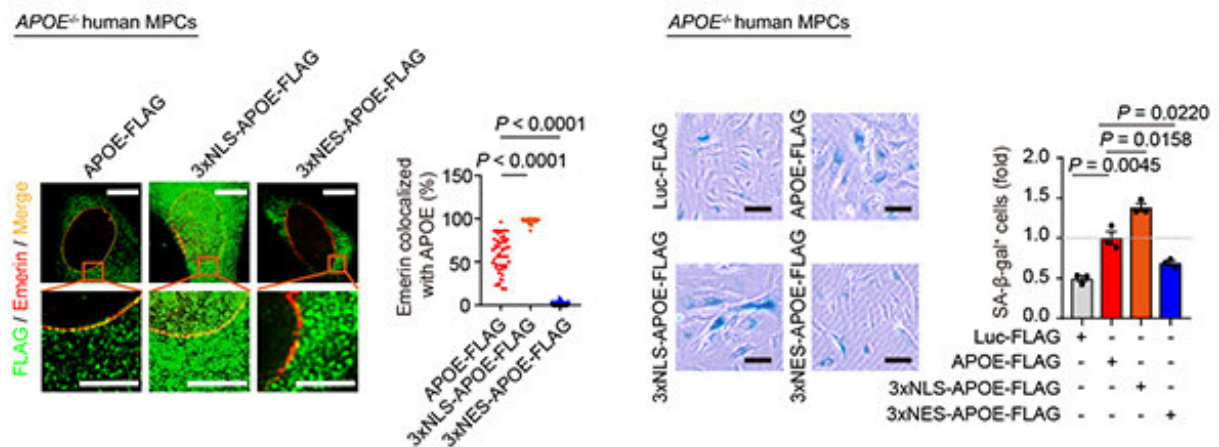 APOE-/- human MPCs
APOE-FLAG
3xNLS-APOE-FLAG
3xNES-APOE-FLAG
FLAG / Emerin / Merge
P < 0.0001
P < 0.0001
Emerin colocalized
with APOE (%)
150
100
50
0
APOE-FLAG
3xNLS-APOE-FLAG
3xNES-APOE-FLAG
APOE-/- human MPCs
Luc-FLAG
APOE-FLAG
3xNLS-APOE-FLAG
3xNES-APOE-FLAG
P = 0.0220
P = 0.0158
P = 0.0045
SA-β-gal+ cells (fold)
2.0
1.5
1.0
0.5
0.0
Luc-FLAG + - - -
APOE-FLAG - + - -
3xNLS-APOE-FLAG - - + -
3xNES-APOE-FLAG - - - +